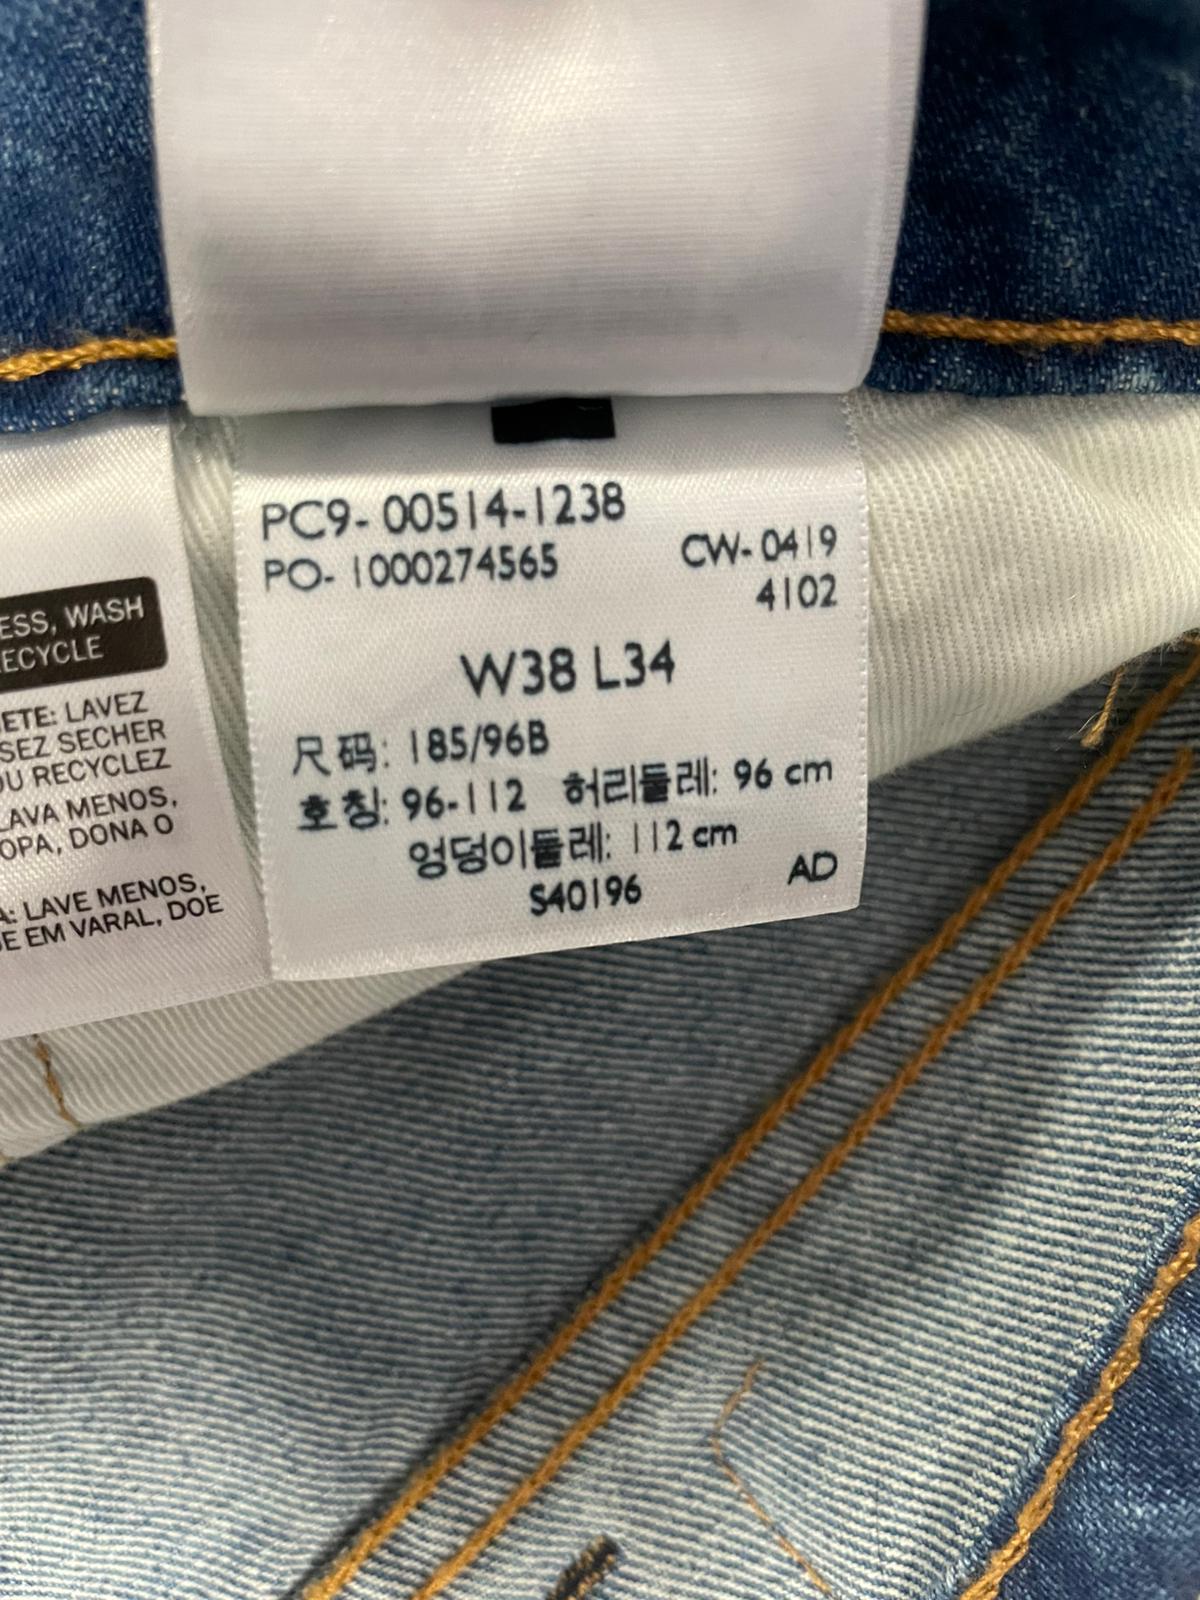 PC9- 00514-1238
PO- 1000274565
CW- 0419
4102
W38 L34
尺码: 185/96B
호칭: 96-112 허리둘레: 96 cm
엉덩이둘레: 112 cm
S40196
AD
ESS, WASH
ECYCLE
ETE: LAVEZ
SEZ SECHER
OU RECYCLEZ
LAVA MENOS,
OPA, DONA O
A: LAVE MENOS,
E EM VARAL, DOE